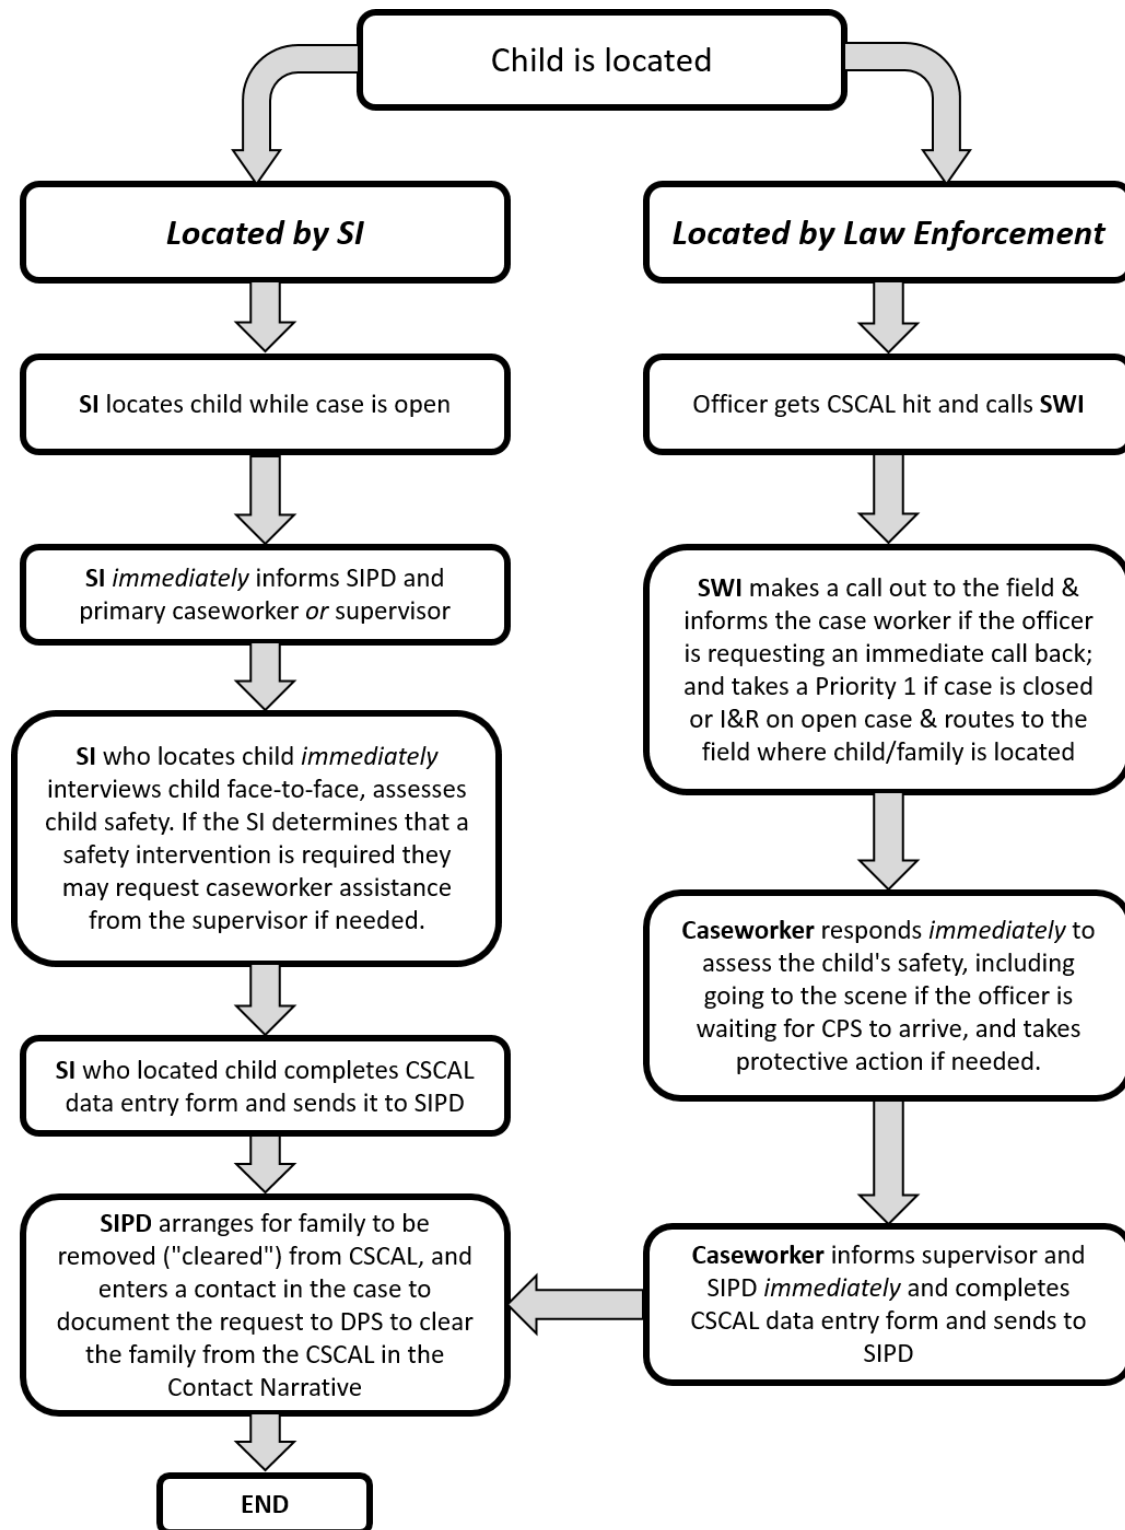 Child is located
Located by SI
SI locates child while case is open
SI immediately informs SIPD and
primary caseworker or supervisor
SI who locates child immediately
interviews child face-to-face, assesses
child safety. If the SI determines that a
safety intervention is required they
may request caseworker assistance
from the supervisor if needed.
SI who located child completes CSCAL
data entry form and sends it to SIPD
Located by Law Enforcement
Officer gets CSCAL hit and calls SWI
SWI makes a call out to the field &
informs the case worker if the officer
is requesting an immediate call back;
and takes a Priority 1 if case is closed
or I&R on open case & routes to the
field where child/family is located
Caseworker responds immediately to
assess the child's safety, including
going to the scene if the officer is
waiting for CPS to arrive, and takes
protective action if needed.
Caseworker informs supervisor and
SIPD immediately and completes
CSCAL data entry form and sends to
SIPD
SIPD arranges for family to be
removed ("cleared") from CSCAL, and
enters a contact in the case to
document the request to DPS to clear
the family from the CSCAL in the
Contact Narrative
END